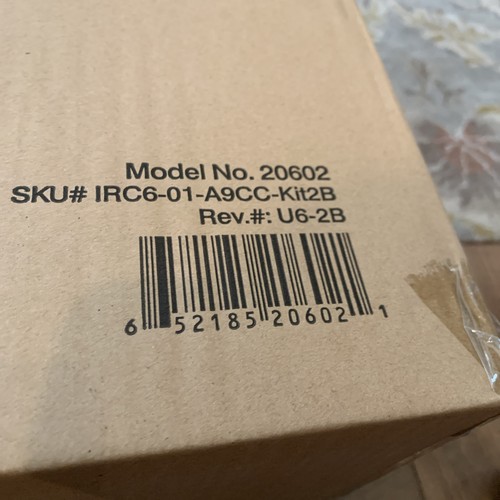 Model No. 20602
SKU# IRC6-01-A9CC-Kit2B
Rev.#: U6-2B
6 52185 20602 1